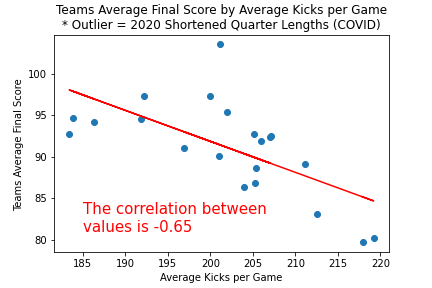 Teams Average Final Score by Average Kicks per Game
* Outlier = 2020 Shortened Quarter Lengths (COVID)
Teams Average Final Score
100
95
90
85
80
The correlation between
values is -0.65
185 190 195 200 205 210 215 220
Average Kicks per Game